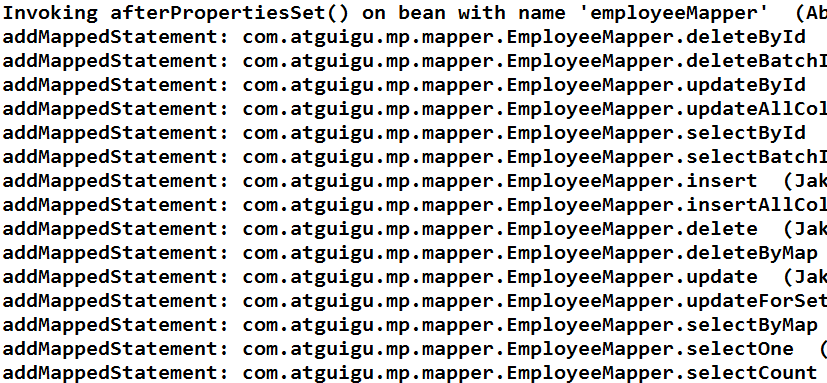 Invoking afterPropertiesSet() on bean with name 'employeeMapper' (Ab
addMappedStatement: com.atguigu.mp.mapper.EmployeeMapper.deleteById
addMappedStatement: com.atguigu.mp.mapper.EmployeeMapper.deleteBatchI
addMappedStatement: com.atguigu.mp.mapper.EmployeeMapper.updateById
addMappedStatement: com.atguigu.mp.mapper.EmployeeMapper.updateAllCol
addMappedStatement: com.atguigu.mp.mapper.EmployeeMapper.selectById
addMappedStatement: com.atguigu.mp.mapper.EmployeeMapper.selectBatchI
addMappedStatement: com.atguigu.mp.mapper.EmployeeMapper.insert (Jak
addMappedStatement: com.atguigu.mp.mapper.EmployeeMapper.insertAllCol
addMappedStatement: com.atguigu.mp.mapper.EmployeeMapper.delete (Jak
addMappedStatement: com.atguigu.mp.mapper.EmployeeMapper.deleteByMap
addMappedStatement: com.atguigu.mp.mapper.EmployeeMapper.update (Jak
addMappedStatement: com.atguigu.mp.mapper.EmployeeMapper.updateForSet
addMappedStatement: com.atguigu.mp.mapper.EmployeeMapper.selectByMap
addMappedStatement: com.atguigu.mp.mapper.EmployeeMapper.selectOne (
addMappedStatement: com.atguigu.mp.mapper.EmployeeMapper.selectCount